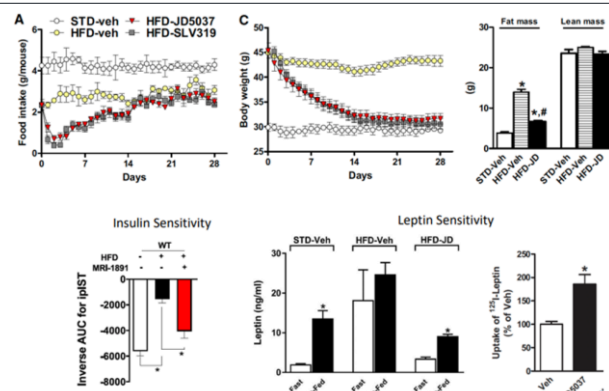 A
STD-veh
HFD-JD5037
HFD-veh
HFD-SLV319
Food intake (g/mouse)
6
4
2
0
0
7
14
21
28
Days
C
Body weight (g)
50
45
40
35
30
25
0
7
14
21
28
Days
Fat mass
Lean mass
(g)
30
20
10
0
*
*,#
STD-Veh
HFD-Veh
HFD-JD
STD-Veh
HFD-Veh
HFD-JD
Insulin Sensitivity
WT
HFD - + +
MRI-1891 - - +
Inverse AUC for ipIST
0
-2000
-4000
-6000
-8000
*
*
Leptin Sensitivity
STD-Veh
HFD-Veh
HFD-JD
Leptin (ng/ml)
30
20
10
0
*
*
Fast
-Fed
Fast
-Fed
Fast
-Fed
Uptake of 125I-Leptin
(% of Veh)
250
200
150
100
50
0
*
Veh
5037